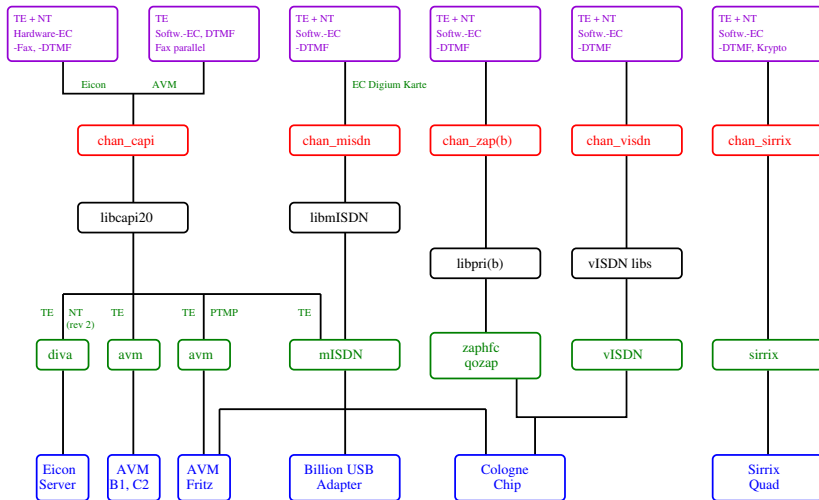 TE + NT
Hardware-EC
-Fax, -DTMF
TE
Softw.-EC, DTMF
Fax parallel
TE + NT
Softw.-EC
-DTMF
TE + NT
Softw.-EC
-DTMF
TE + NT
Softw.-EC
-DTMF
TE + NT
Softw.-EC
-DTMF, Krypto
Eicon
AVM
EC Digium Karte
chan_capi
chan_misdn
chan_zap(b)
chan_visdn
chan_sirrix
libcapi20
libmISDN
libpri(b)
vISDN libs
TE
NT
(rev 2)
TE
TE
PTMP
TE
diva
avm
avm
mISDN
zaphfc
qozap
vISDN
sirrix
Eicon
Server
AVM
B1, C2
AVM
Fritz
Billion USB
Adapter
Cologne
Chip
Sirrix
Quad